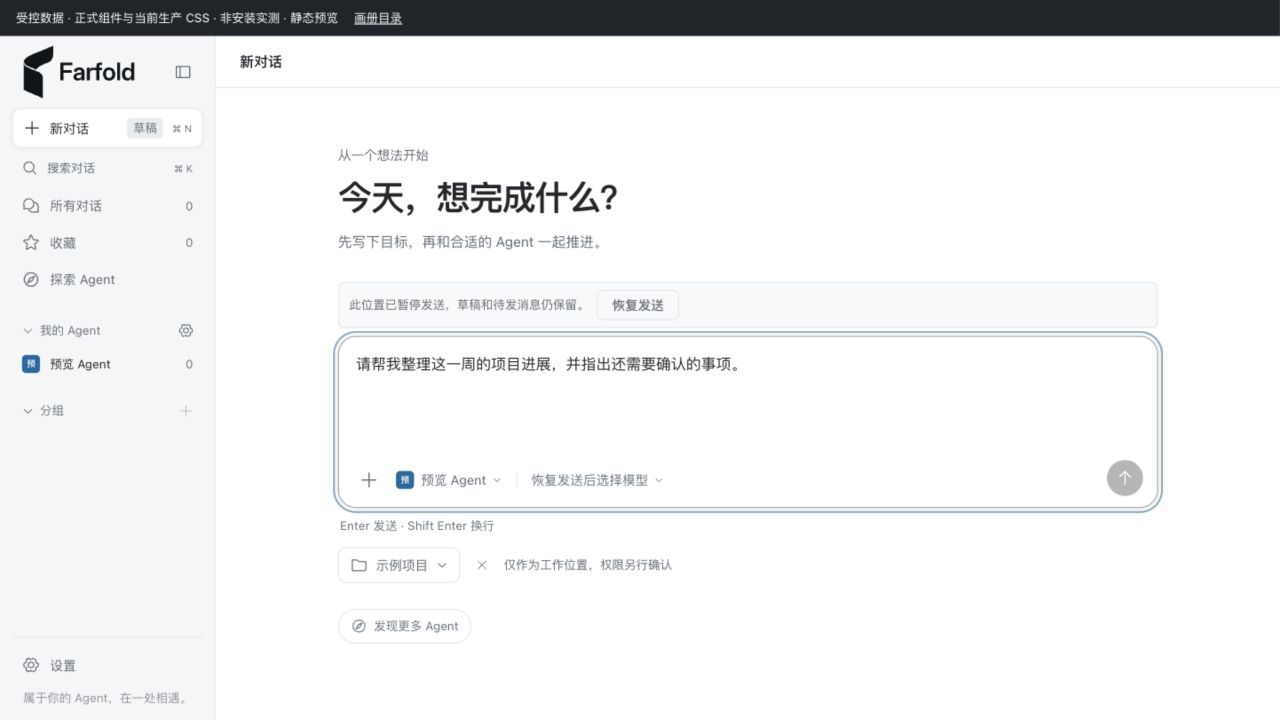 受控数据 · 正式组件与当前生产 CSS · 非安装实测 · 静态预览 画册目录
Farfold
新对话 草稿 ⌘ N
搜索对话 ⌘ K
所有对话 0
收藏 0
探索 Agent
我的 Agent
预 预览 Agent 0
分组
设置
属于你的 Agent，在一处相遇。
新对话
从一个想法开始
今天，想完成什么？
先写下目标，再和合适的 Agent 一起推进。
此位置已暂停发送，草稿和待发消息仍保留。 恢复发送
请帮我整理这一周的项目进展，并指出还需要确认的事项。
预 预览 Agent 恢复发送后选择模型
Enter 发送 · Shift Enter 换行
示例项目 仅作为工作位置，权限另行确认
发现更多 Agent